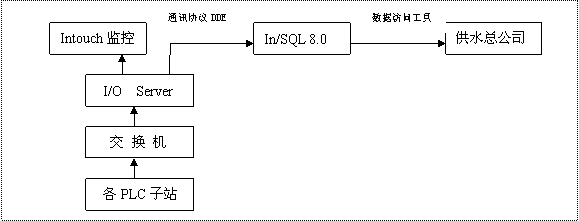 通讯协议 DDE
数据访问工具
Intouch 监控
In/SQL 8.0
供水总公司
I/O Server
交 换 机
各 PLC 子站